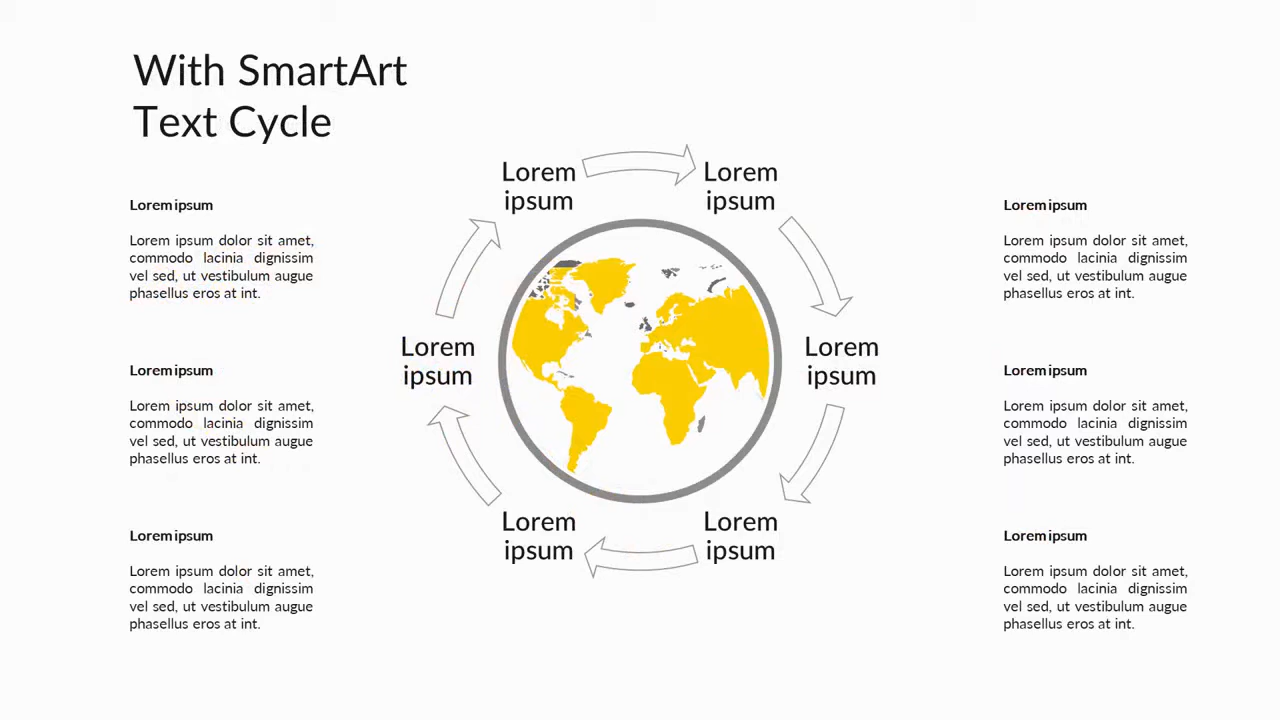 With SmartArt
Text Cycle
Lorem ipsum
Lorem ipsum dolor sit amet,
commodo lacinia dignissim
vel sed, ut vestibulum augue
phasellus eros at int.
Lorem ipsum
Lorem ipsum dolor sit amet,
commodo lacinia dignissim
vel sed, ut vestibulum augue
phasellus eros at int.
Lorem ipsum
Lorem ipsum dolor sit amet,
commodo lacinia dignissim
vel sed, ut vestibulum augue
phasellus eros at int.
Lorem
ipsum
Lorem
ipsum
Lorem
ipsum
Lorem
ipsum
Lorem
ipsum
Lorem
ipsum
Lorem ipsum
Lorem ipsum dolor sit amet,
commodo lacinia dignissim
vel sed, ut vestibulum augue
phasellus eros at int.
Lorem ipsum
Lorem ipsum dolor sit amet,
commodo lacinia dignissim
vel sed, ut vestibulum augue
phasellus eros at int.
Lorem ipsum
Lorem ipsum dolor sit amet,
commodo lacinia dignissim
vel sed, ut vestibulum augue
phasellus eros at int.